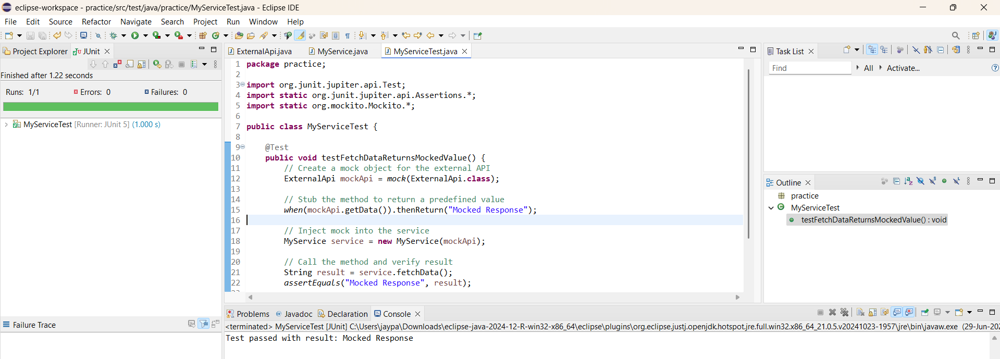 eclipse-workspace - practice/src/test/java/practice/MyServiceTest.java - Eclipse IDE
File Edit Source Refactor Navigate Search Project Run Window Help
Project Explorer JUnit
Finished after 1.22 seconds
Runs: 1/1 Errors: 0 Failures: 0
MyServiceTest [Runner: JUnit 5] (1.000 s)
Failure Trace
ExternalApi.java MyService.java MyServiceTest.java
1 package practice;
2
3 import org.junit.jupiter.api.Test;
4 import static org.junit.jupiter.api.Assertions.*;
5 import static org.mockito.Mockito.*;
6
7 public class MyServiceTest {
8
9 @Test
10 public void testFetchDataReturnsMockedValue() {
11 // Create a mock object for the external API
12 ExternalApi mockApi = mock(ExternalApi.class);
13
14 // Stub the method to return a predefined value
15 when(mockApi.getData()).thenReturn("Mocked Response");
16
17 // Inject mock into the service
18 MyService service = new MyService(mockApi);
19
20 // Call the method and verify result
21 String result = service.fetchData();
22 assertEquals("Mocked Response", result);
Problems Javadoc Declaration Console
<terminated> MyServiceTest [JUnit] C:\Users\jaypa\Downloads\eclipse-java-2024-12-R-win32-x86_64\eclipse\plugins\org.eclipse.justj.openjdk.hotspot.jre.full.win32.x86_64_21.0.5.v20241023-1957\jre\bin\javaw.exe (29-Jun-202
Test passed with result: Mocked Response
Task List
Find All Activate...
Outline
practice
MyServiceTest
testFetchDataReturnsMockedValue() : void